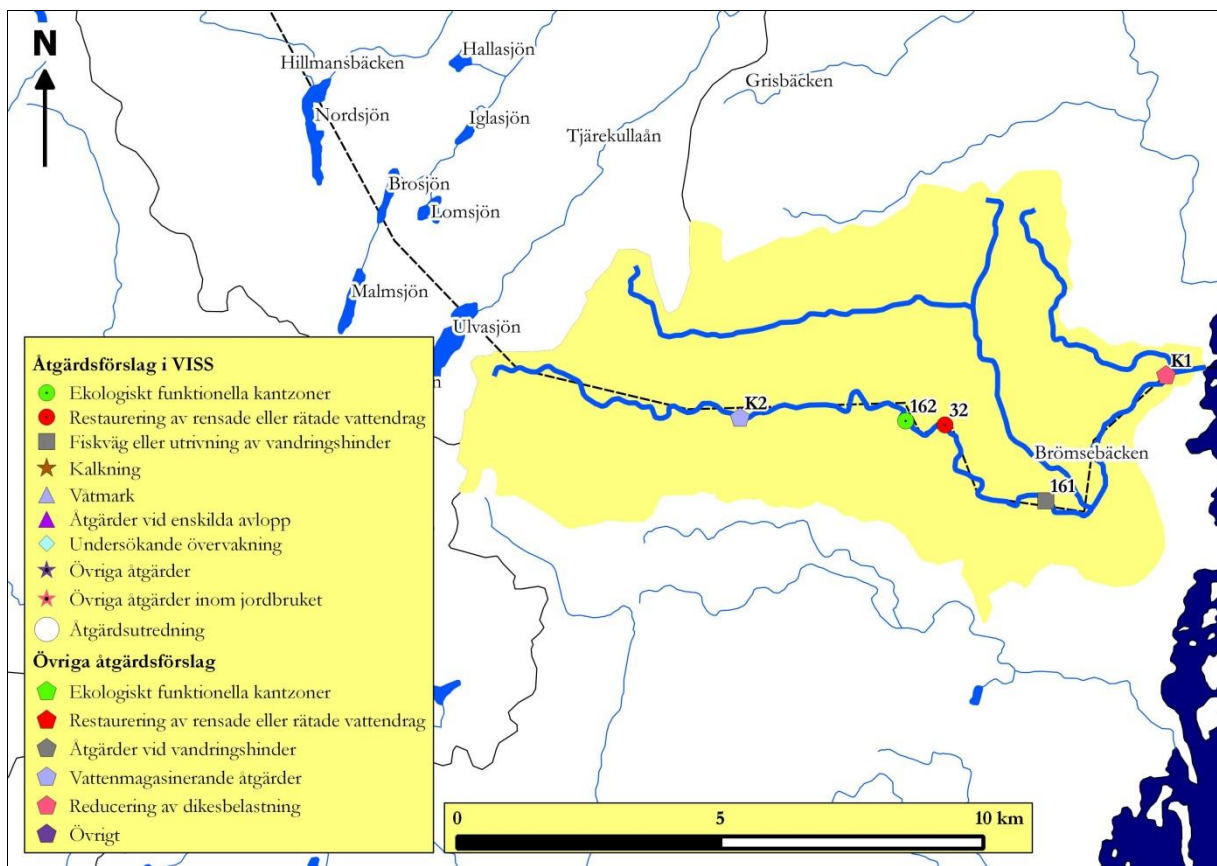 N
Hallasjön
Hillmansbäcken
Grisbäcken
Nordsjön
Iglasjön
Tjärekullaån
Brosjön
Lomsjön
Malmsjön
Ulvasjön
K1
K2
162
32
Brömsebäcken
161
Åtgärdsförslag i VISS
Ekologiskt funktionella kantzoner
Restaurering av rensade eller rätade vattendrag
Fiskväg eller utrivning av vandringshinder
Kalkning
Våtmark
Åtgärder vid enskilda avlopp
Undersökande övervakning
Övriga åtgärder
Övriga åtgärder inom jordbruket
Åtgärdsutredning
Övriga åtgärdsförslag
Ekologiskt funktionella kantzoner
Restaurering av rensade eller rätade vattendrag
Åtgärder vid vandringshinder
Vattenmagasinerande åtgärder
Reducering av dikesbelastning
Övrigt
0 5 10 km